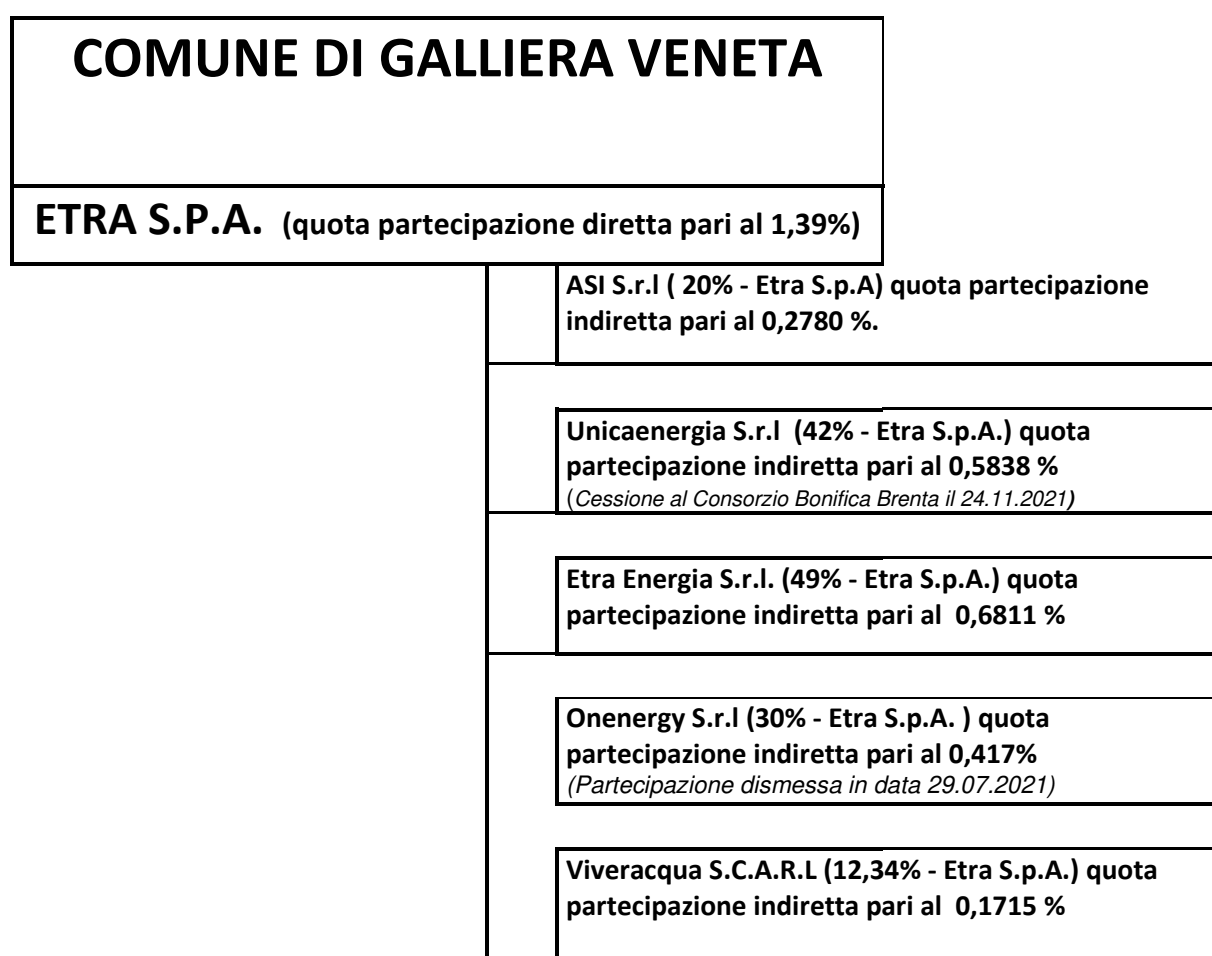 COMUNE DI GALLIERA VENETA
ETRA S.P.A. (quota partecipazione diretta pari al 1,39%)
ASI S.r.l ( 20% - Etra S.p.A) quota partecipazione
indiretta pari al 0,2780 %.
Unicaenergia S.r.l (42% - Etra S.p.A.) quota
partecipazione indiretta pari al 0,5838 %
(Cessione al Consorzio Bonifica Brenta il 24.11.2021)
Etra Energia S.r.l. (49% - Etra S.p.A.) quota
partecipazione indiretta pari al 0,6811 %
Onenergy S.r.l (30% - Etra S.p.A. ) quota
partecipazione indiretta pari al 0,417%
(Partecipazione dismessa in data 29.07.2021)
Viveracqua S.C.A.R.L (12,34% - Etra S.p.A.) quota
partecipazione indiretta pari al 0,1715 %